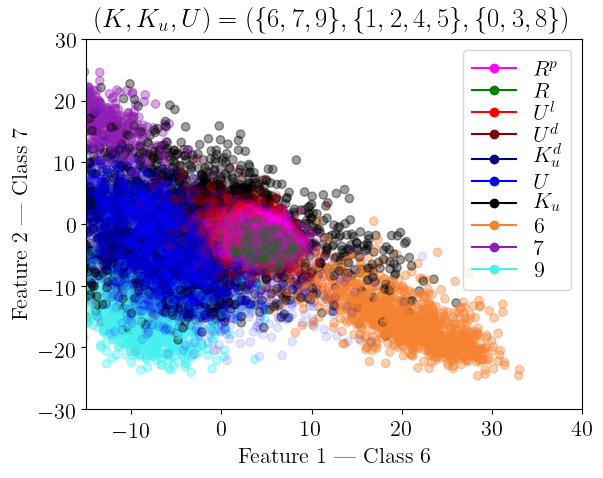 (K, K_u, U) = ({6, 7, 9}, {1, 2, 4, 5}, {0, 3, 8})
30
20
10
0
−10
−20
−30
Feature 2 — Class 7
R^p
R
U^l
U^d
K_u^d
U
K_u
6
7
9
−10
0
10
20
30
40
Feature 1 — Class 6